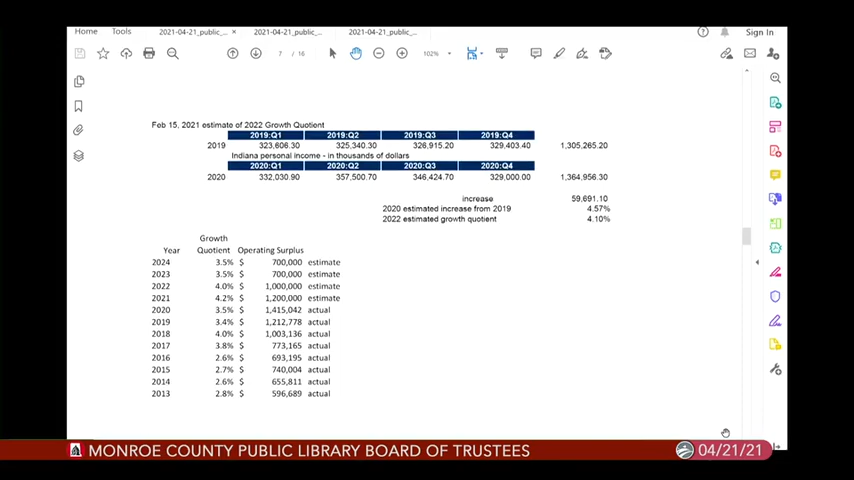 Home Tools 2021-04-21_public_... × 2021-04-21_public_... 2021-04-21_public_... Sign In
7 / 16 102%
Feb 15, 2021 estimate of 2022 Growth Quotient
2019:Q1 2019:Q2 2019:Q3 2019:Q4
2019 323,606.30 325,340.30 326,915.20 329,403.40 1,305,265.20
Indiana personal income - in thousands of dollars
2020:Q1 2020:Q2 2020:Q3 2020:Q4
2020 332,030.90 357,500.70 346,424.70 329,000.00 1,364,956.30
increase 59,691.10
2020 estimated increase from 2019 4.57%
2022 estimated growth quotient 4.10%
Growth
Year Quotient Operating Surplus
2024 3.5% $ 700,000 estimate
2023 3.5% $ 700,000 estimate
2022 4.0% $ 1,000,000 estimate
2021 4.2% $ 1,200,000 estimate
2020 3.5% $ 1,415,042 actual
2019 3.4% $ 1,212,778 actual
2018 4.0% $ 1,003,136 actual
2017 3.8% $ 773,165 actual
2016 2.6% $ 693,195 actual
2015 2.7% $ 740,004 actual
2014 2.6% $ 655,811 actual
2013 2.8% $ 596,689 actual
MONROE COUNTY PUBLIC LIBRARY BOARD OF TRUSTEES 04/21/21